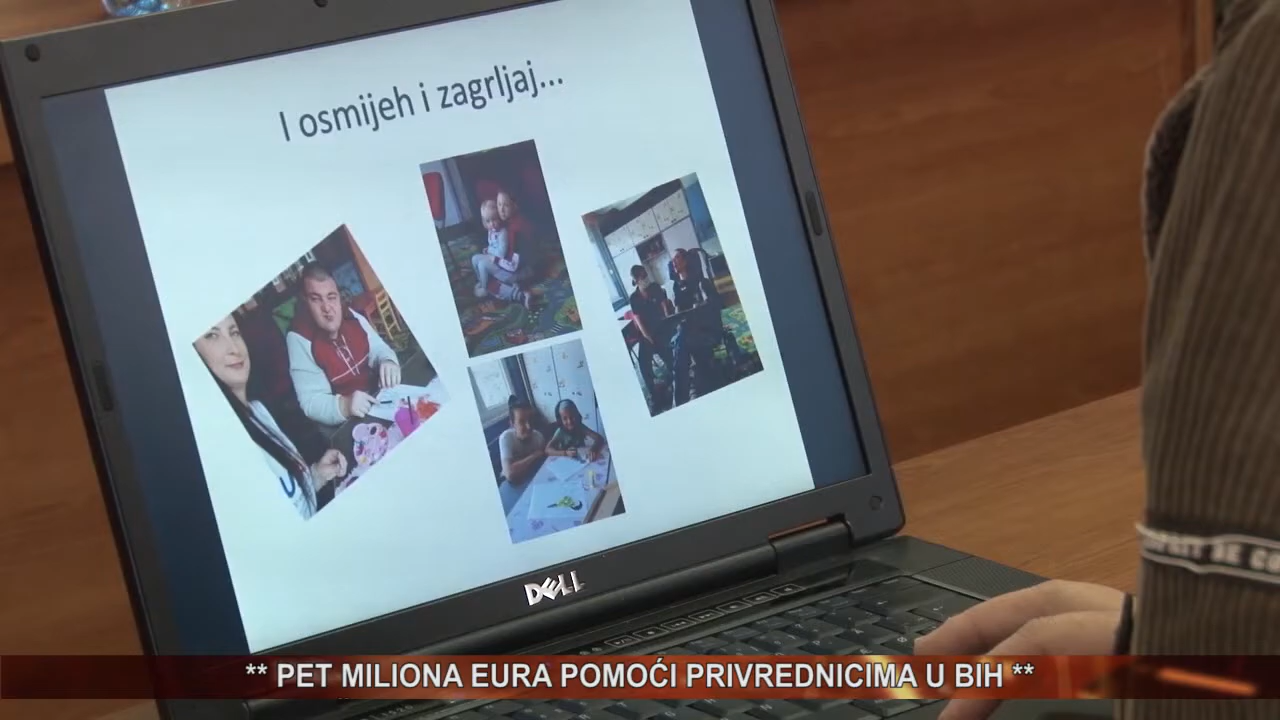 I osmijeh i zagrljaj...
DELL
** PET MILIONA EURA POMOĆI PRIVREDNICIMA U BIH **